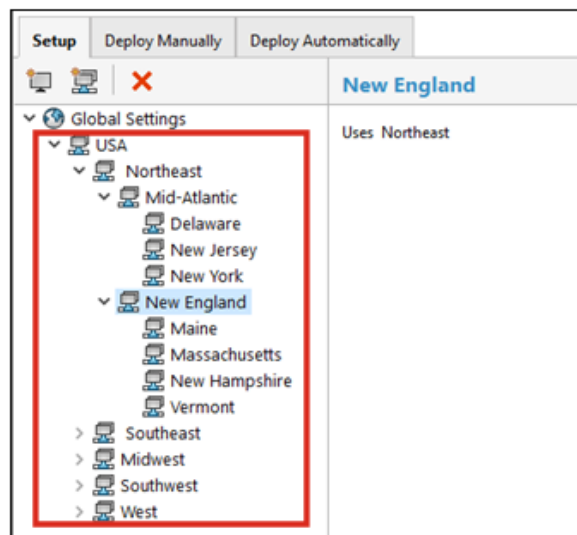 Setup
Deploy Manually
Deploy Automatically
New England
Uses Northeast
Global Settings
USA
Northeast
Mid-Atlantic
Delaware
New Jersey
New York
New England
Maine
Massachusetts
New Hampshire
Vermont
Southeast
Midwest
Southwest
West